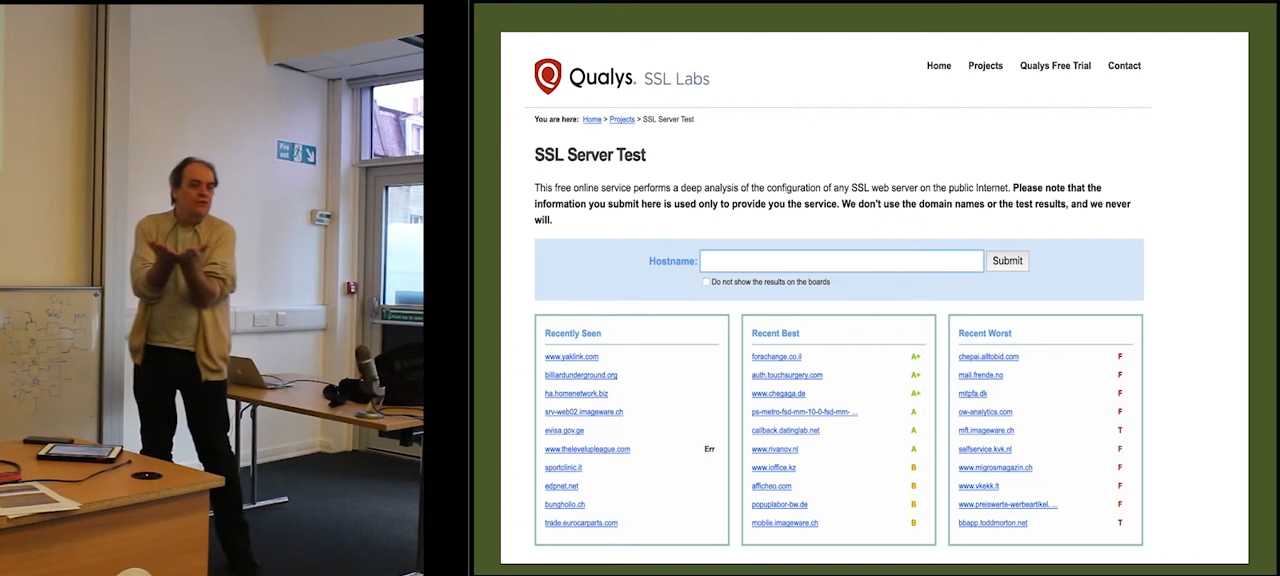 Fire
exit
Qualys. SSL Labs
Home Projects Qualys Free Trial Contact
You are here: Home > Projects > SSL Server Test
SSL Server Test
This free online service performs a deep analysis of the configuration of any SSL web server on the public Internet. Please note that the
information you submit here is used only to provide you the service. We don't use the domain names or the test results, and we never
will.
Hostname: Submit
Do not show the results on the boards
Recently Seen
www.yaklink.com
billiardunderground.org
ha.homenetwork.biz
srv-web02.imageware.ch
evisa.gov.ge
www.thelevelupleague.com Err
sportclinic.it
edpnet.net
bungholio.ch
trade.eurocarparts.com
Recent Best
forachange.co.il A+
auth.touchsurgery.com A+
www.chegaga.de A+
ps-metro-fsd-mm-10-0-fsd-mm- ... A
callback.datinglab.net A
www.rivanov.nl A
www.ioffice.kz B
afficheo.com B
popuplabor-bw.de B
mobile.imageware.ch B
Recent Worst
chepai.alltobid.com F
mail.frende.no F
mitpfa.dk F
ow-analytics.com F
mft.imageware.ch T
selfservice.kvk.nl F
www.migrosmagazin.ch F
www.vkekk.lt F
www.preiswerte-werbeartikel. ... F
bbapp.toddmorton.net T